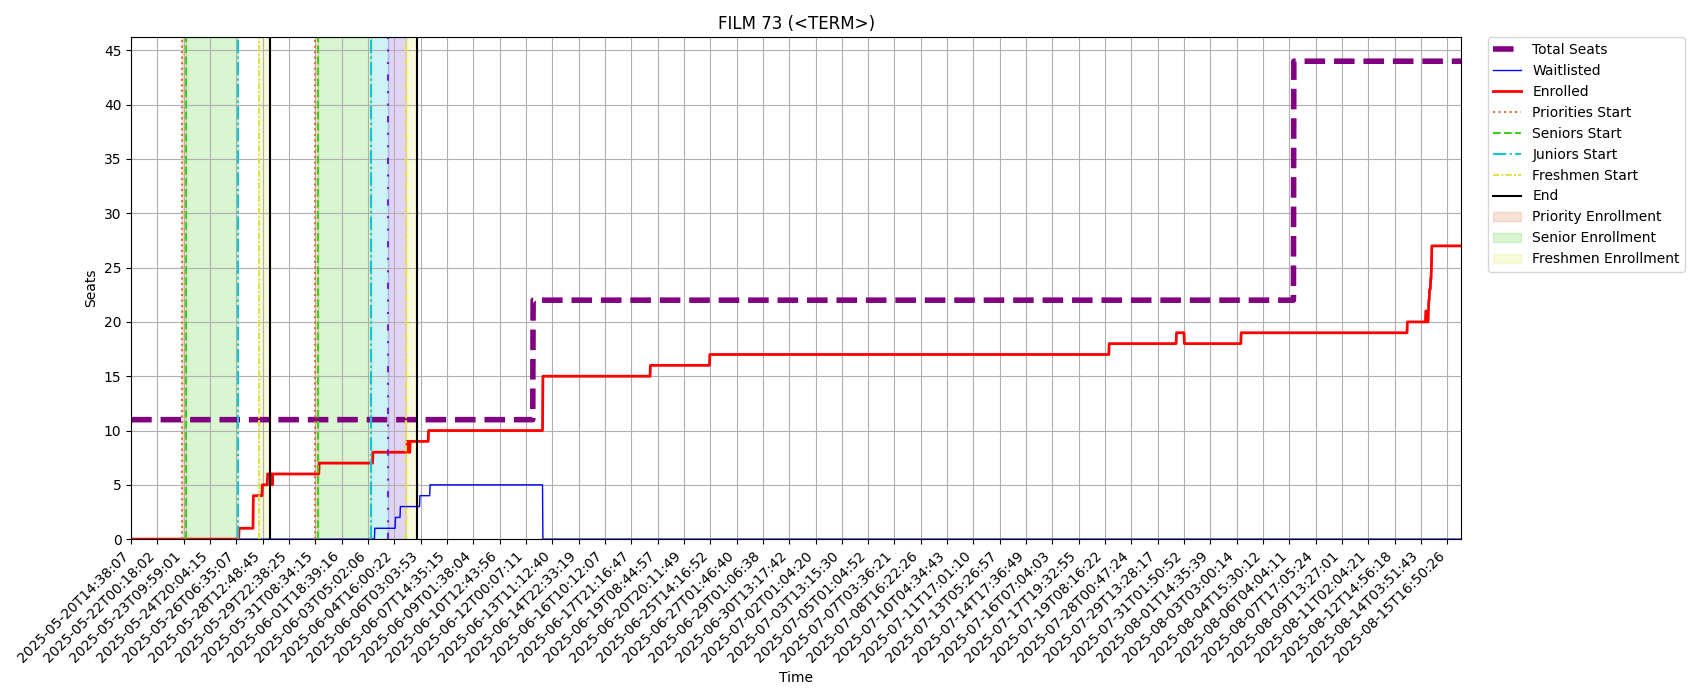 FILM 73 (<TERM>)
45
40
35
30
25
20
15
10
5
0
Seats
2025-05-20T14:38:07
2025-05-22T00:18:02
2025-05-23T09:59:01
2025-05-24T20:04:15
2025-05-26T06:35:07
2025-05-28T12:48:45
2025-05-29T22:38:25
2025-05-31T08:34:15
2025-06-01T18:39:16
2025-06-03T05:02:06
2025-06-04T16:00:22
2025-06-06T03:03:53
2025-06-07T14:35:15
2025-06-09T01:38:04
2025-06-10T12:43:56
2025-06-12T00:07:11
2025-06-13T11:12:40
2025-06-14T22:33:19
2025-06-16T10:12:07
2025-06-17T21:16:47
2025-06-19T08:44:57
2025-06-20T20:11:49
2025-06-25T14:16:52
2025-06-27T01:46:40
2025-06-29T01:06:38
2025-06-30T13:17:42
2025-07-02T01:04:20
2025-07-03T13:15:30
2025-07-05T01:04:52
2025-07-07T03:36:21
2025-07-08T16:22:26
2025-07-10T04:34:43
2025-07-11T17:01:10
2025-07-13T05:26:57
2025-07-14T17:36:49
2025-07-16T07:04:03
2025-07-17T19:32:55
2025-07-19T08:16:22
2025-07-28T00:47:24
2025-07-29T13:28:17
2025-07-31T01:50:52
2025-08-01T14:35:39
2025-08-03T03:00:14
2025-08-04T15:30:12
2025-08-06T04:04:11
2025-08-07T17:05:24
2025-08-09T13:27:01
2025-08-11T02:04:21
2025-08-12T14:56:18
2025-08-14T03:51:43
2025-08-15T16:50:26
Time
Total Seats
Waitlisted
Enrolled
Priorities Start
Seniors Start
Juniors Start
Freshmen Start
End
Priority Enrollment
Senior Enrollment
Freshmen Enrollment